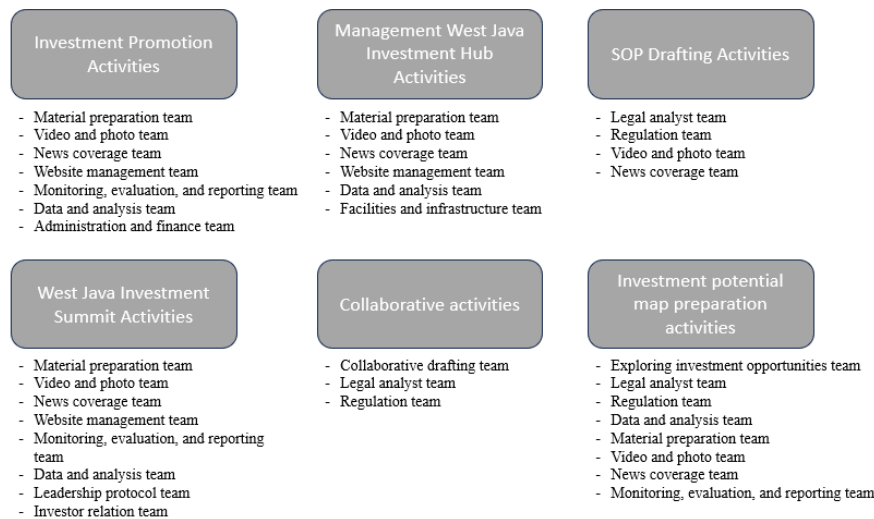 Investment Promotion
Activities
- Material preparation team
- Video and photo team
- News coverage team
- Website management team
- Monitoring, evaluation, and reporting team
- Data and analysis team
- Administration and finance team
Management West Java
Investment Hub
Activities
- Material preparation team
- Video and photo team
- News coverage team
- Website management team
- Data and analysis team
- Facilities and infrastructure team
SOP Drafting Activities
- Legal analyst team
- Regulation team
- Video and photo team
- News coverage team
West Java Investment
Summit Activities
- Material preparation team
- Video and photo team
- News coverage team
- Website management team
- Monitoring, evaluation, and reporting
team
- Data and analysis team
- Leadership protocol team
- Investor relation team
Collaborative activities
- Collaborative drafting team
- Legal analyst team
- Regulation team
Investment potential
map preparation
activities
- Exploring investment opportunities team
- Legal analyst team
- Regulation team
- Data and analysis team
- Material preparation team
- Video and photo team
- News coverage team
- Monitoring, evaluation, and reporting team